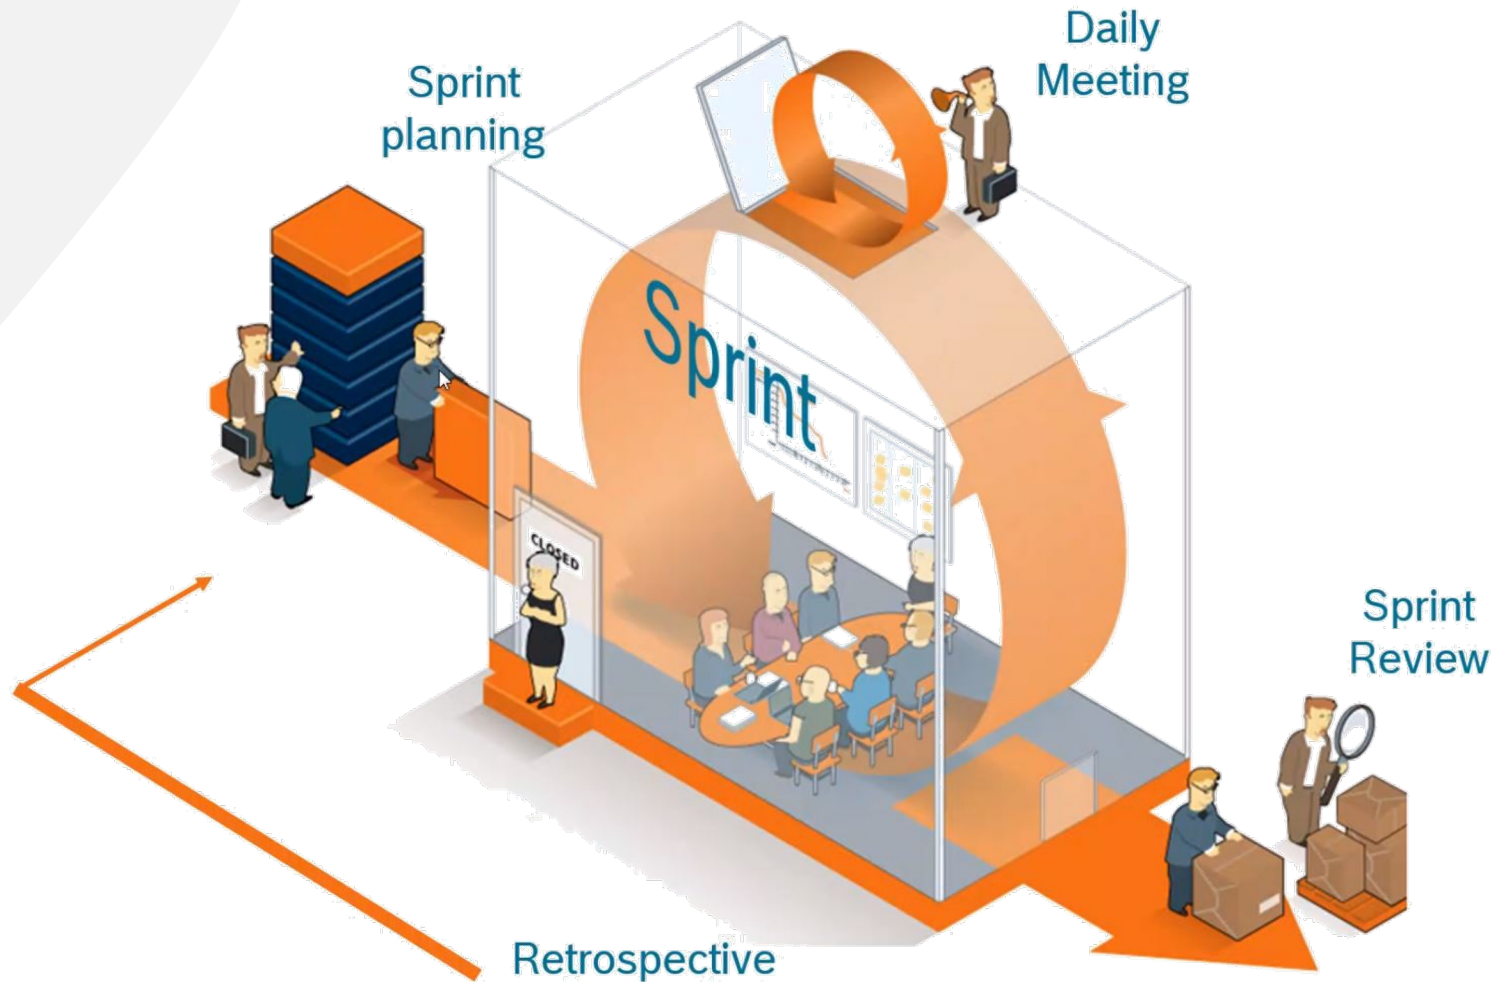 Daily
Meeting
Sprint
planning
Sprint
CLOSED
Sprint
Review
Retrospective